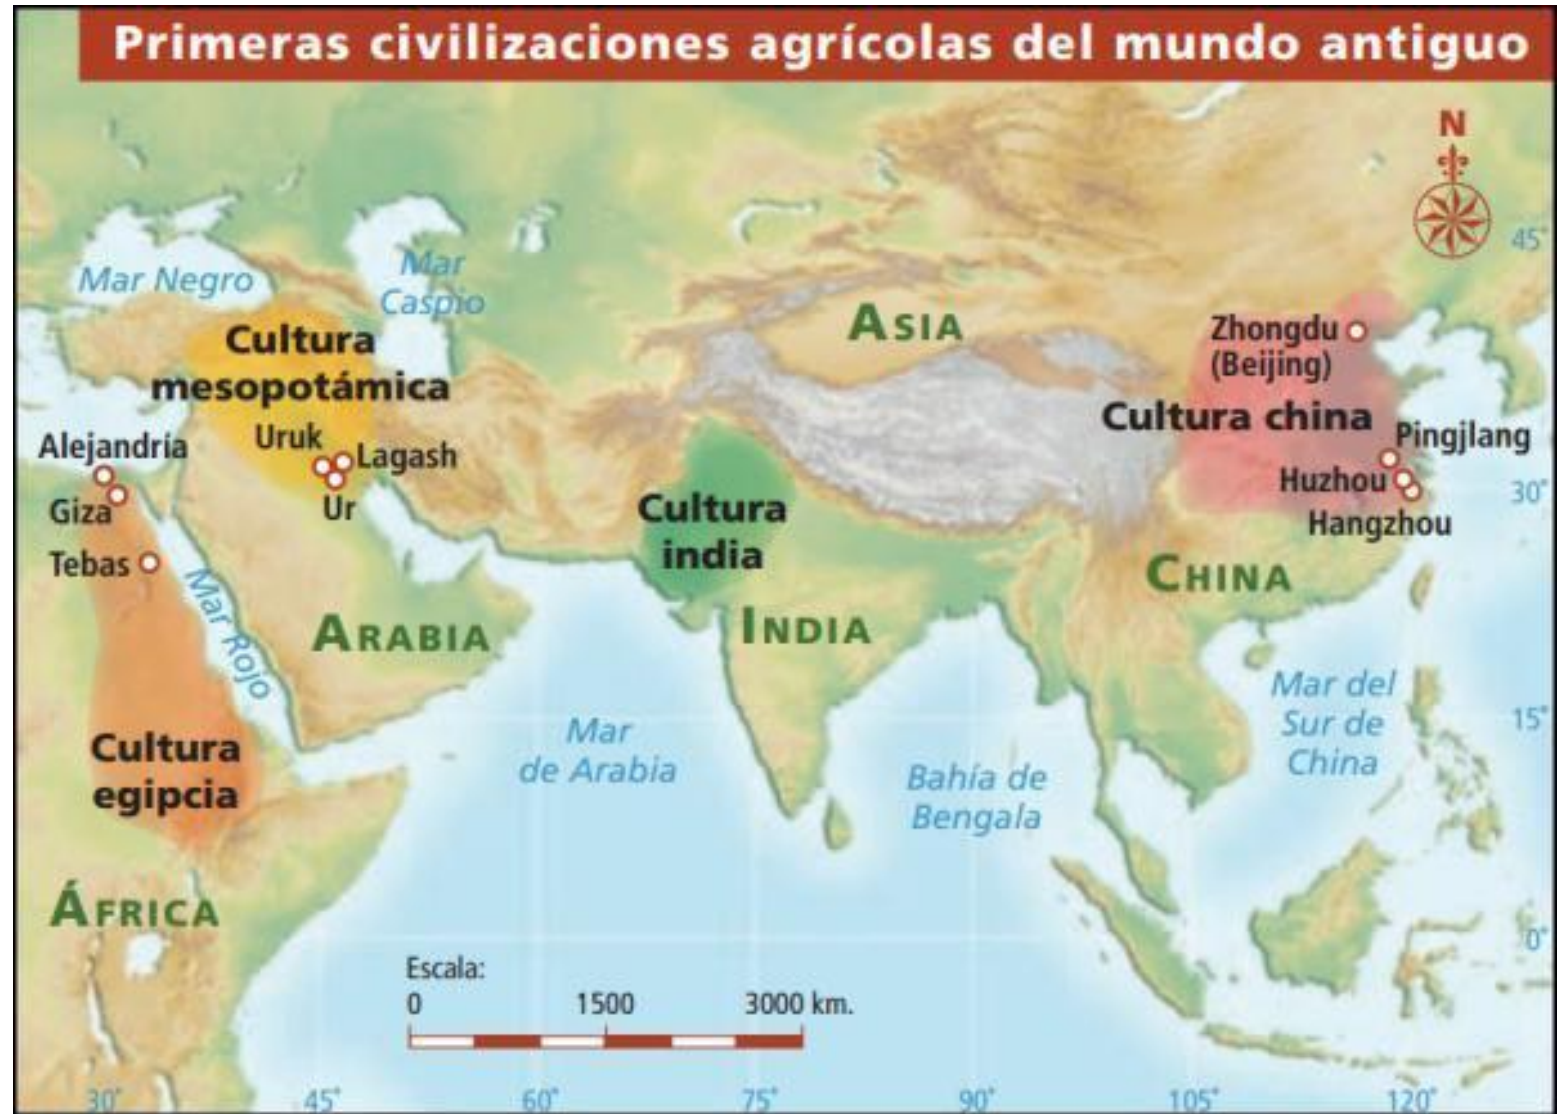 Primeras civilizaciones agrícolas del mundo antiguo
N
45°
Mar Negro
Mar
Caspio
ASIA
Cultura
mesopotámica
Zhongdu
(Beijing)
Cultura china
Pingjlang
Alejandría
Uruk
Lagash
Ur
Giza
Huzhou
30°
Hangzhou
Cultura
india
Tebas
Mar Rojo
ARABIA
INDIA
CHINA
Mar del
Sur de
China
15°
Cultura
egipcia
Mar
de Arabia
Bahía de
Bengala
ÁFRICA
0°
Escala:
0 1500 3000 km.
30° 45° 60° 75° 90° 105° 120°